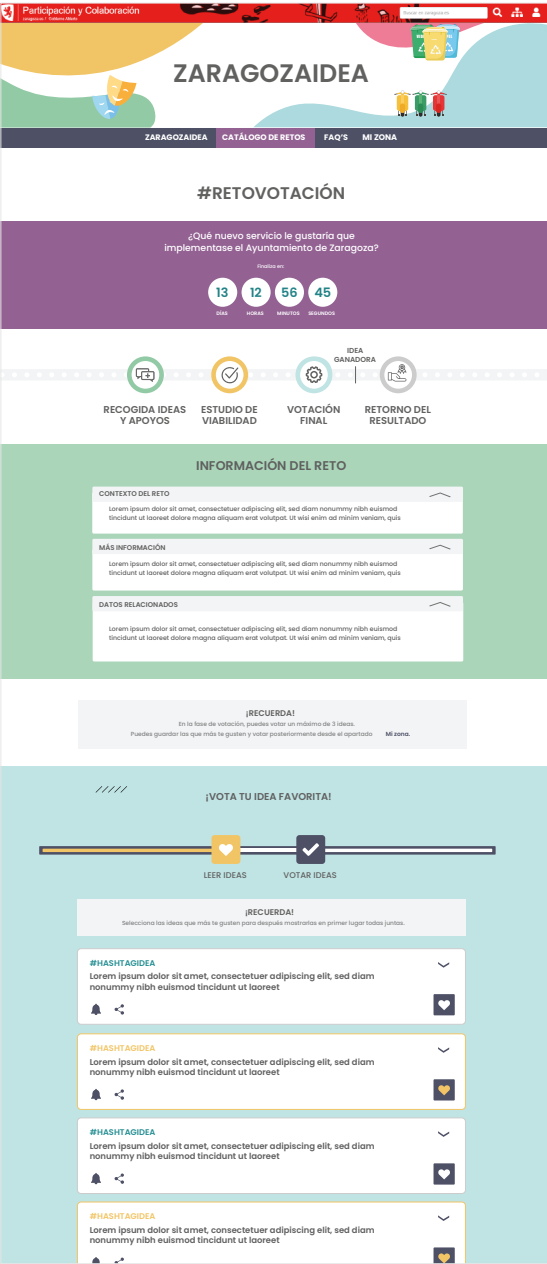 Participación y Colaboración
zaragoza.es / Gobierno Abierto
Buscar en zaragoza.es
ZARAGOZAIDEA
ZARAGOZAIDEA CATÁLOGO DE RETOS FAQ'S MI ZONA
#RETOVOTACIÓN
¿Qué nuevo servicio le gustaría que
implementase el Ayuntamiento de Zaragoza?
Finaliza en:
13 12 56 45
DÍAS HORAS MINUTOS SEGUNDOS
IDEA
GANADORA
RECOGIDA IDEAS
Y APOYOS
ESTUDIO DE
VIABILIDAD
VOTACIÓN
FINAL
RETORNO DEL
RESULTADO
INFORMACIÓN DEL RETO
CONTEXTO DEL RETO
Lorem ipsum dolor sit amet, consectetuer adipiscing elit, sed diam nonummy nibh euismod
tincidunt ut laoreet dolore magna aliquam erat volutpat. Ut wisi enim ad minim veniam, quis
MÁS INFORMACIÓN
Lorem ipsum dolor sit amet, consectetuer adipiscing elit, sed diam nonummy nibh euismod
tincidunt ut laoreet dolore magna aliquam erat volutpat. Ut wisi enim ad minim veniam, quis
DATOS RELACIONADOS
Lorem ipsum dolor sit amet, consectetuer adipiscing elit, sed diam nonummy nibh euismod
tincidunt ut laoreet dolore magna aliquam erat volutpat. Ut wisi enim ad minim veniam, quis
¡RECUERDA!
En la fase de votación, puedes votar un máximo de 3 ideas.
Puedes guardar las que más te gusten y votar posteriormente desde el apartado Mi zona.
¡VOTA TU IDEA FAVORITA!
LEER IDEAS VOTAR IDEAS
¡RECUERDA!
Selecciona las ideas que más te gusten para después mostrarlas en primer lugar todas juntas.
#HASHTAGIDEA
Lorem ipsum dolor sit amet, consectetuer adipiscing elit, sed diam
nonummy nibh euismod tincidunt ut laoreet
#HASHTAGIDEA
Lorem ipsum dolor sit amet, consectetuer adipiscing elit, sed diam
nonummy nibh euismod tincidunt ut laoreet
#HASHTAGIDEA
Lorem ipsum dolor sit amet, consectetuer adipiscing elit, sed diam
nonummy nibh euismod tincidunt ut laoreet
#HASHTAGIDEA
Lorem ipsum dolor sit amet, consectetuer adipiscing elit, sed diam
nonummy nibh euismod tincidunt ut laoreet